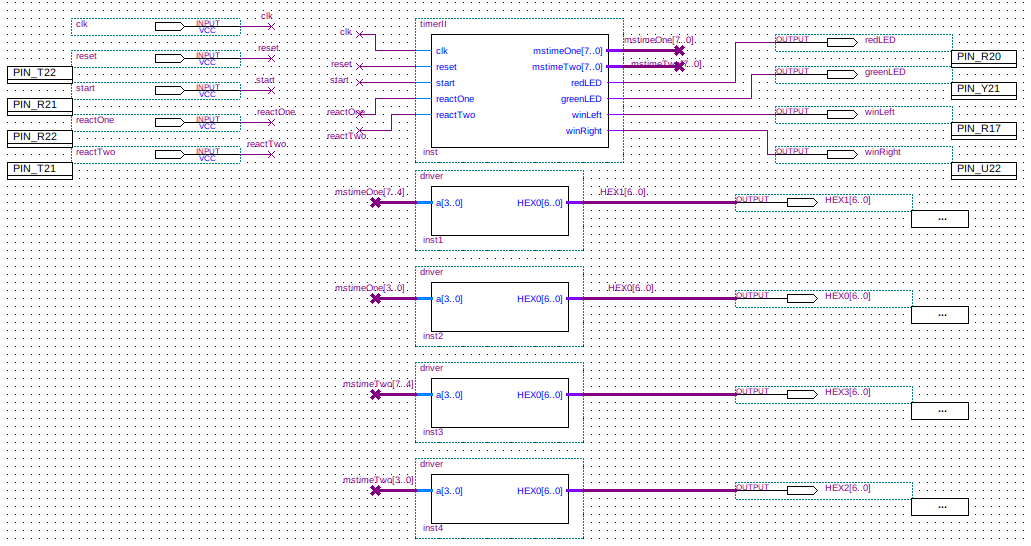 clk INPUT VCC clk
reset INPUT VCC reset
PIN_T22
start INPUT VCC start
PIN_R21
reactOne INPUT VCC reactOne
PIN_R22
reactTwo INPUT VCC reactTwo
PIN_T21
timerII
clk clk mstimeOne[7..0] mstimeOne[7..0]
reset reset mstimeTwo[7..0] mstimeTwo[7..0]
start start redLED
reactOne reactOne greenLED
reactTwo reactTwo winLeft
winRight
inst
OUTPUT redLED
PIN_R20
OUTPUT greenLED
PIN_Y21
OUTPUT winLeft
PIN_R17
OUTPUT winRight
PIN_U22
driver
mstimeOne[7..4] a[3..0] HEX0[6..0] HEX1[6..0] OUTPUT HEX1[6..0]
...
inst1
driver
mstimeOne[3..0] a[3..0] HEX0[6..0] HEX0[6..0] OUTPUT HEX0[6..0]
...
inst2
driver
mstimeTwo[7..4] a[3..0] HEX0[6..0] OUTPUT HEX3[6..0]
...
inst3
driver
mstimeTwo[3..0] a[3..0] HEX0[6..0] OUTPUT HEX2[6..0]
...
inst4